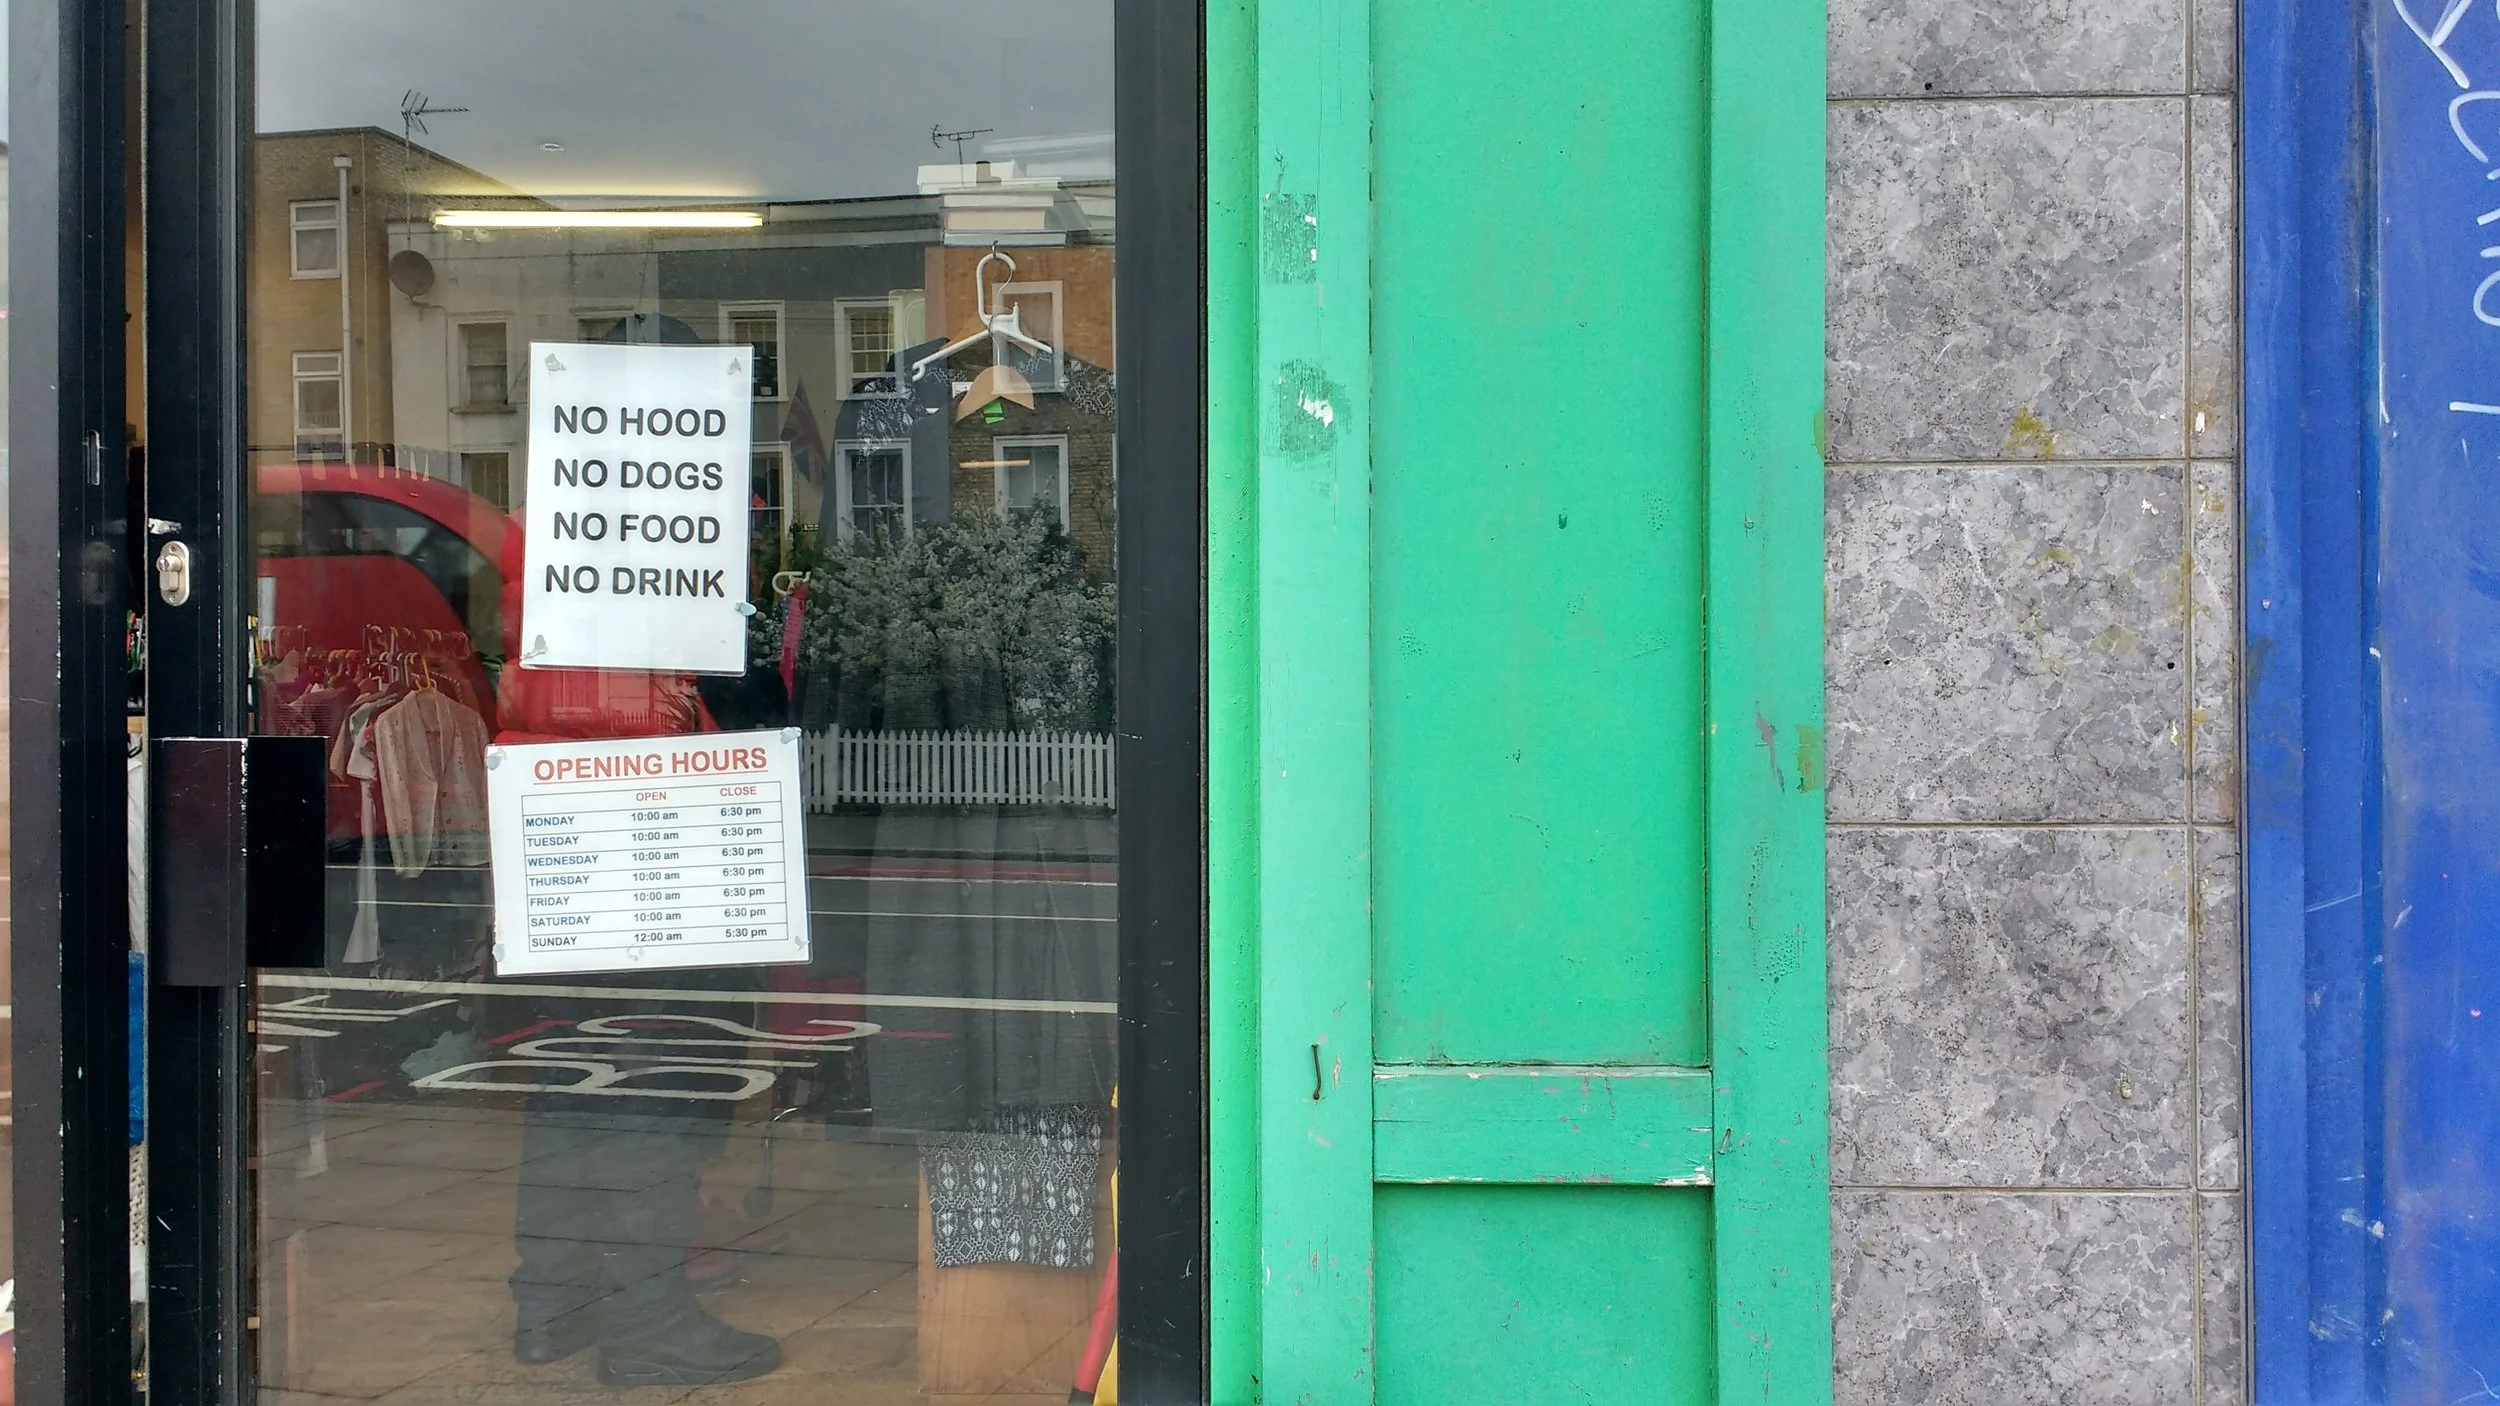 NO HOOD
NO DOGS
NO FOOD
NO DRINK
OPENING HOURS
OPEN CLOSE
MONDAY 10:00 am 6:30 pm
TUESDAY 10:00 am 6:30 pm
WEDNESDAY 10:00 am 6:30 pm
THURSDAY 10:00 am 6:30 pm
FRIDAY 10:00 am 6:30 pm
SATURDAY 10:00 am 6:30 pm
SUNDAY 12:00 am 5:30 pm